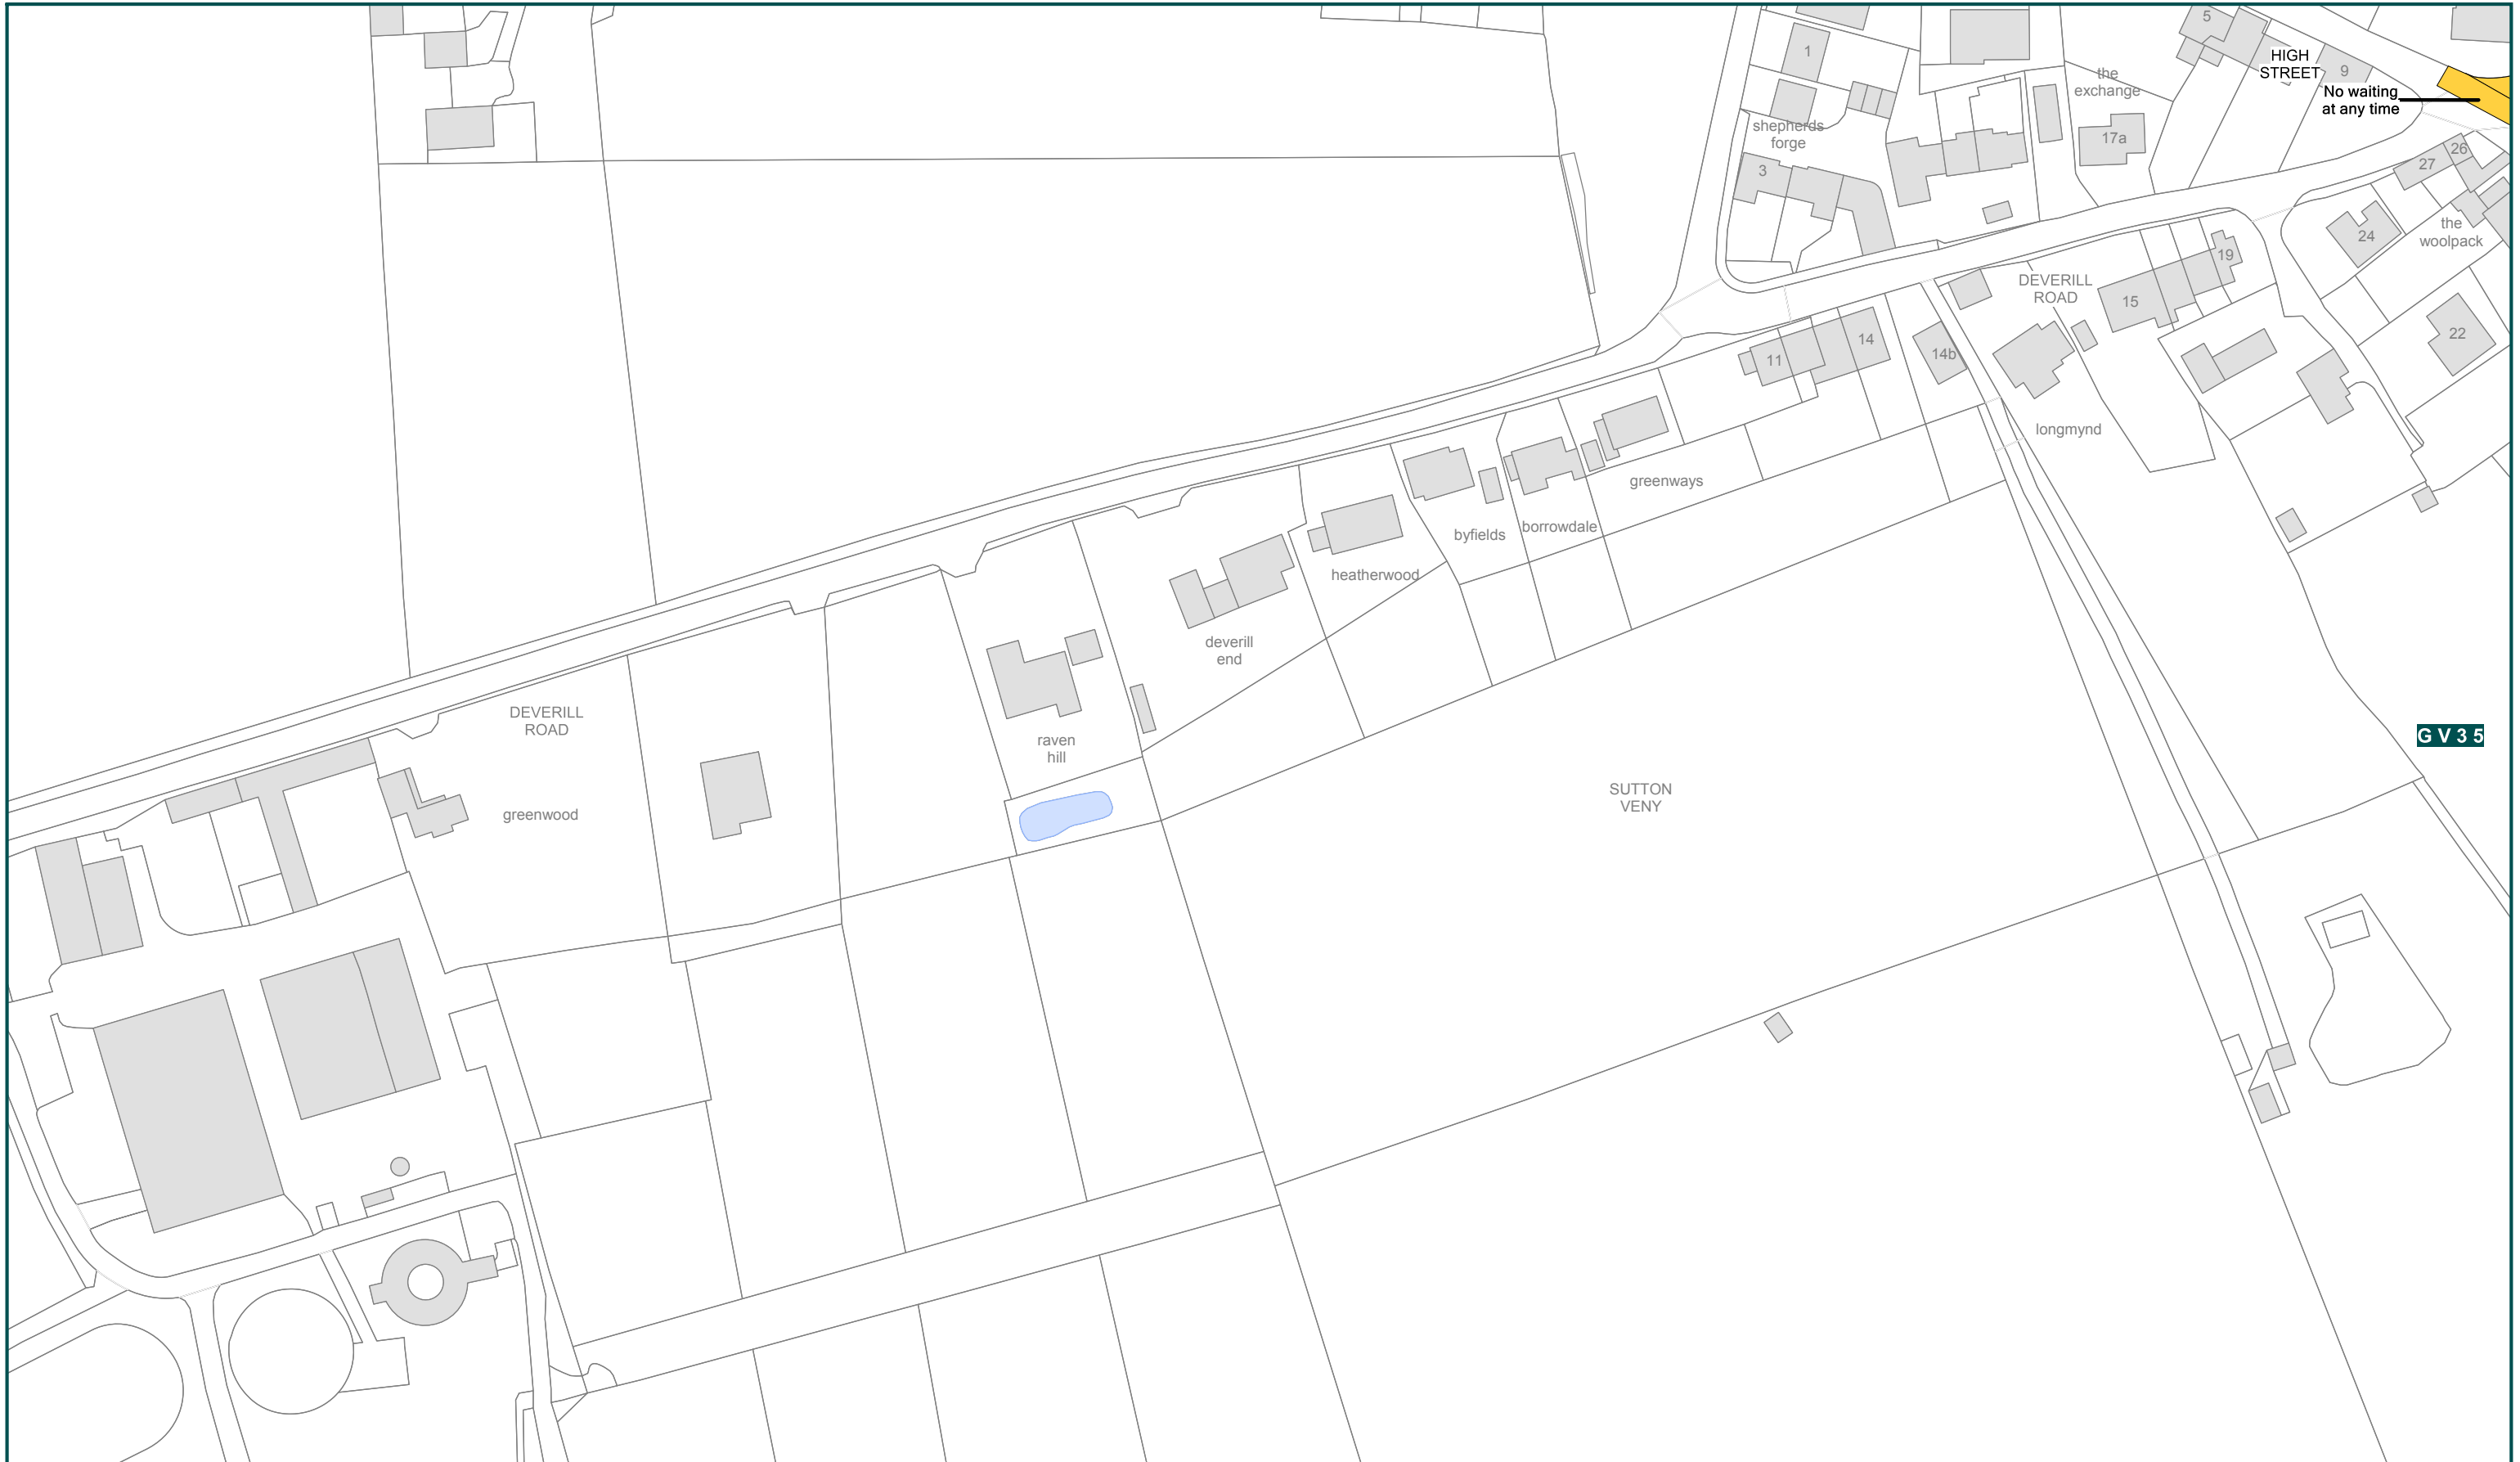 5
HIGH
STREET
9
1
the
exchange
No waiting
at any time
shepherds
forge
17a
3
27
26
24
the
woolpack
19
DEVERILL
ROAD
15
22
14
11
14b
longmynd
greenways
borrowdale
byfields
heatherwood
deverill
end
DEVERILL
ROAD
raven
hill
G V 3 5
greenwood
SUTTON
VENY